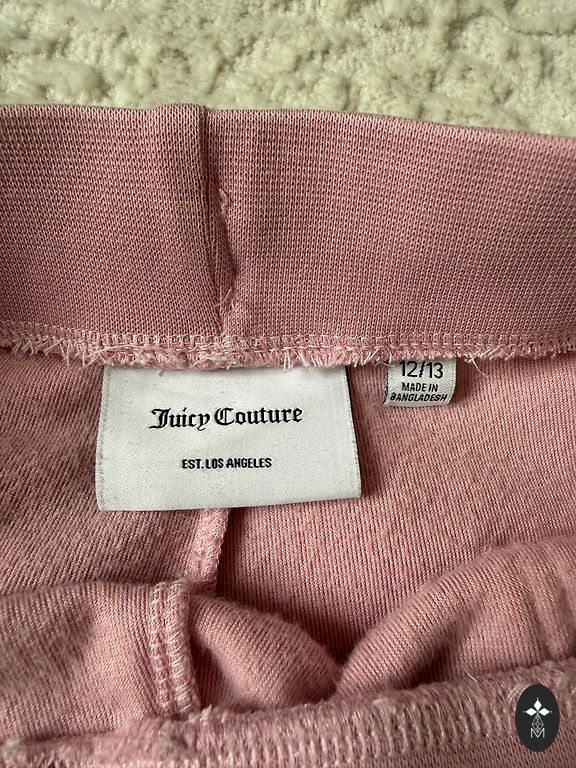 Juicy Couture
EST. LOS ANGELES
12/13
MADE IN
BANGLADESH
M